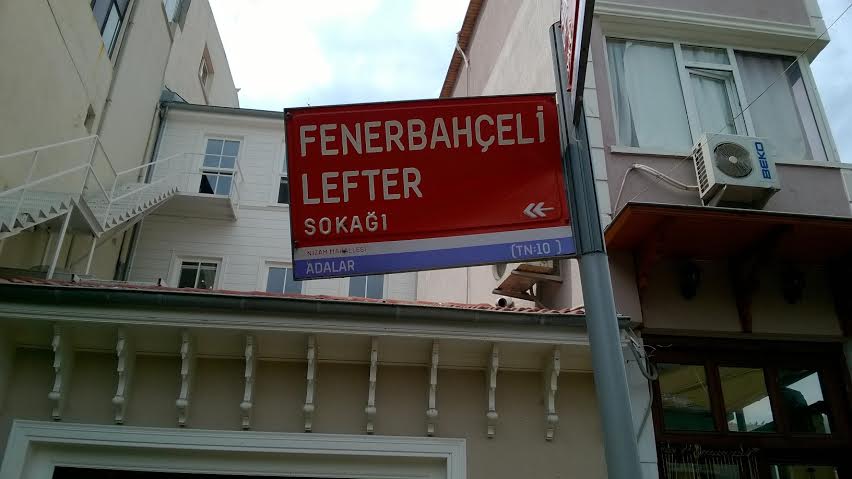 FENERBAHÇELİ
LEFTER
SOKAĞI
NİZAM MAHALLESİ
ADALAR (TN:10 )
BEKO